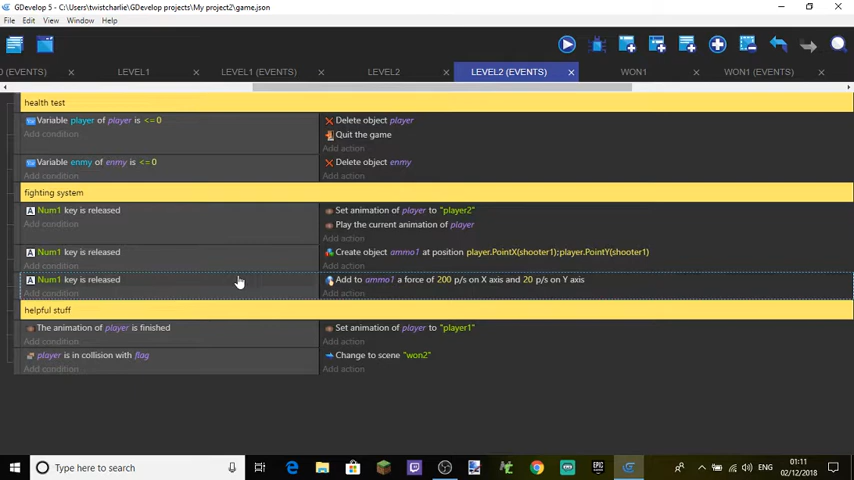 GDevelop 5 - C:\Users\twistcharlie\GDevelop projects\My project2\game.json
File Edit View Window Help
(EVENTS) LEVEL1 LEVEL1 (EVENTS) LEVEL2 LEVEL2 (EVENTS) WON1 WON1 (EVENTS)
health test
Variable player of player is <= 0 Delete object player
Add condition Quit the game
Add action
Variable enmy of enmy is <= 0 Delete object enmy
Add condition Add action
fighting system
Num1 key is released Set animation of player to "player2"
Add condition Play the current animation of player
Add action
Num1 key is released Create object ammo1 at position player.PointX(shooter1);player.PointY(shooter1)
Add condition Add action
Num1 key is released Add to ammo1 a force of 200 p/s on X axis and 20 p/s on Y axis
Add condition Add action
helpful stuff
The animation of player is finished Set animation of player to "player1"
Add condition Add action
player is in collision with flag Change to scene "won2"
Add condition Add action
Type here to search ENG 01:11
02/12/2018